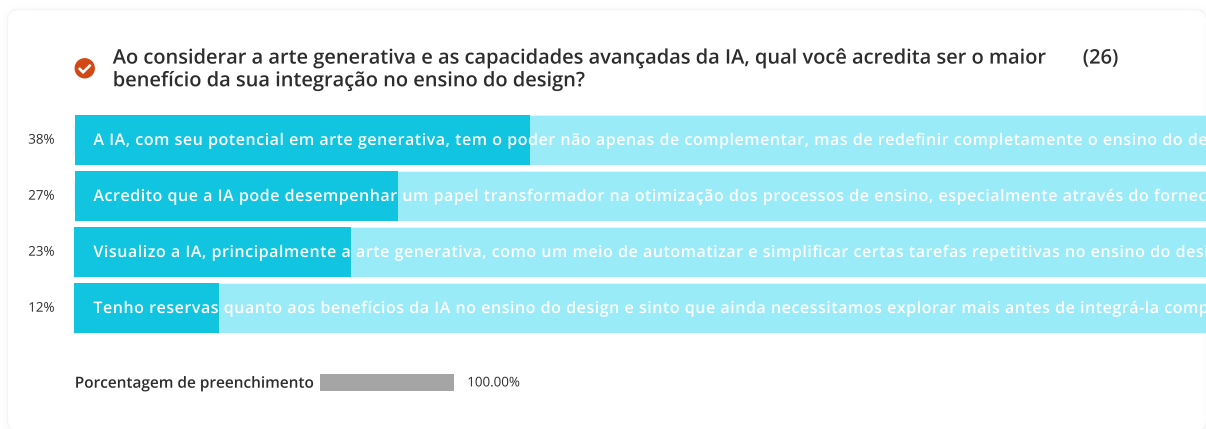 Ao considerar a arte generativa e as capacidades avançadas da IA, qual você acredita ser o maior (26)
benefício da sua integração no ensino do design?
38% A IA, com seu potencial em arte generativa, tem o poder não apenas de complementar, mas de redefinir completamente o ensino do de
27% Acredito que a IA pode desempenhar um papel transformador na otimização dos processos de ensino, especialmente através do fornec
23% Visualizo a IA, principalmente a arte generativa, como um meio de automatizar e simplificar certas tarefas repetitivas no ensino do desi
12% Tenho reservas quanto aos benefícios da IA no ensino do design e sinto que ainda necessitamos explorar mais antes de integrá-la comp
Porcentagem de preenchimento 100.00%